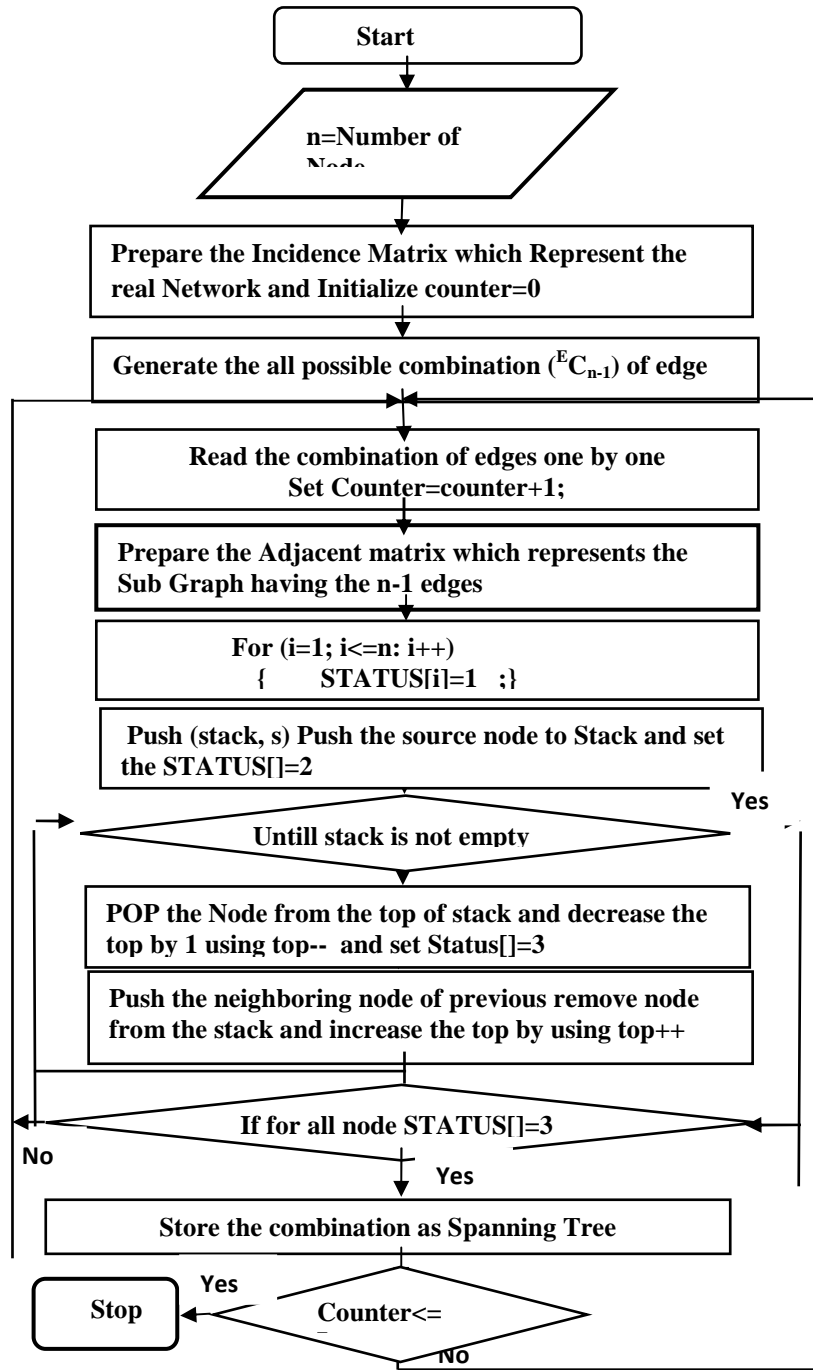 Start
n=Number of
Node
Prepare the Incidence Matrix which Represent the
real Network and Initialize counter=0
Generate the all possible combination (ᴱCₙ₋₁) of edge
Read the combination of edges one by one
Set Counter=counter+1;
Prepare the Adjacent matrix which represents the
Sub Graph having the n-1 edges
For (i=1; i<=n: i++)
{ STATUS[i]=1 ;}
Push (stack, s) Push the source node to Stack and set
the STATUS[]=2
Yes
Untill stack is not empty
POP the Node from the top of stack and decrease the
top by 1 using top-- and set Status[]=3
Push the neighboring node of previous remove node
from the stack and increase the top by using top++
If for all node STATUS[]=3
No
Yes
Store the combination as Spanning Tree
Yes
Stop
Counter<=
No